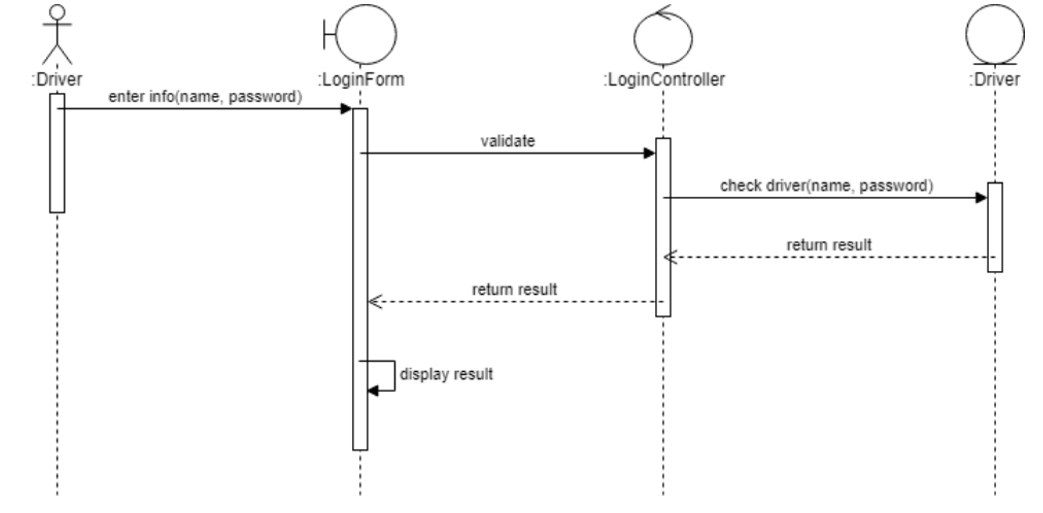 :Driver
:LoginForm
:LoginController
:Driver
enter info(name, password)
validate
check driver(name, password)
return result
return result
display result